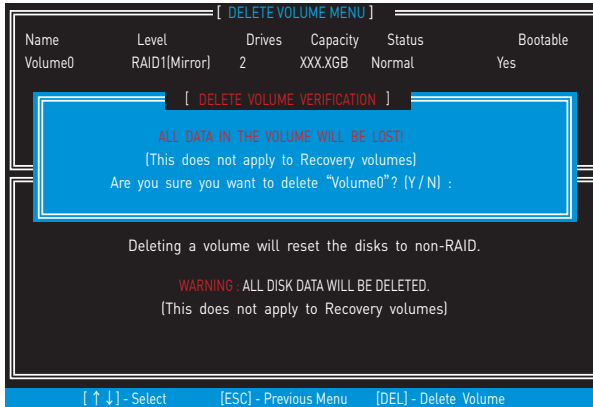 [ DELETE VOLUME MENU ]
Name Level Drives Capacity Status Bootable
Volume0 RAID1(Mirror) 2 XXX.XGB Normal Yes
[ DELETE VOLUME VERIFICATION ]
ALL DATA IN THE VOLUME WILL BE LOST!
(This does not apply to Recovery volumes)
Are you sure you want to delete “Volume0”? (Y / N) :
Deleting a volume will reset the disks to non-RAID.
WARNING : ALL DISK DATA WILL BE DELETED.
(This does not apply to Recovery volumes)
[ ↑ ↓ ] - Select [ESC] - Previous Menu [DEL] - Delete Volume